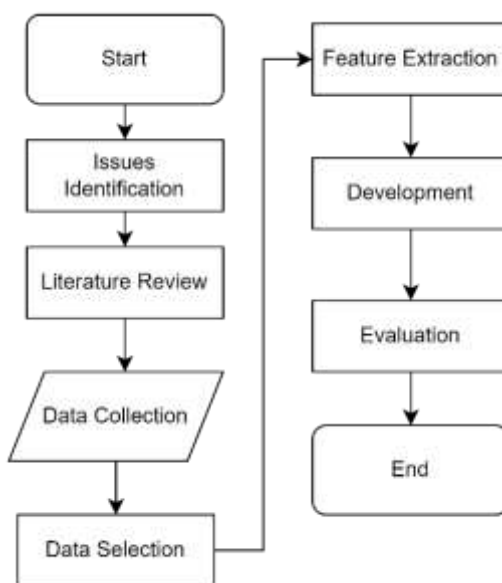 Start
Issues
Identification
Literature Review
Data Collection
Data Selection
Feature Extraction
Development
Evaluation
End